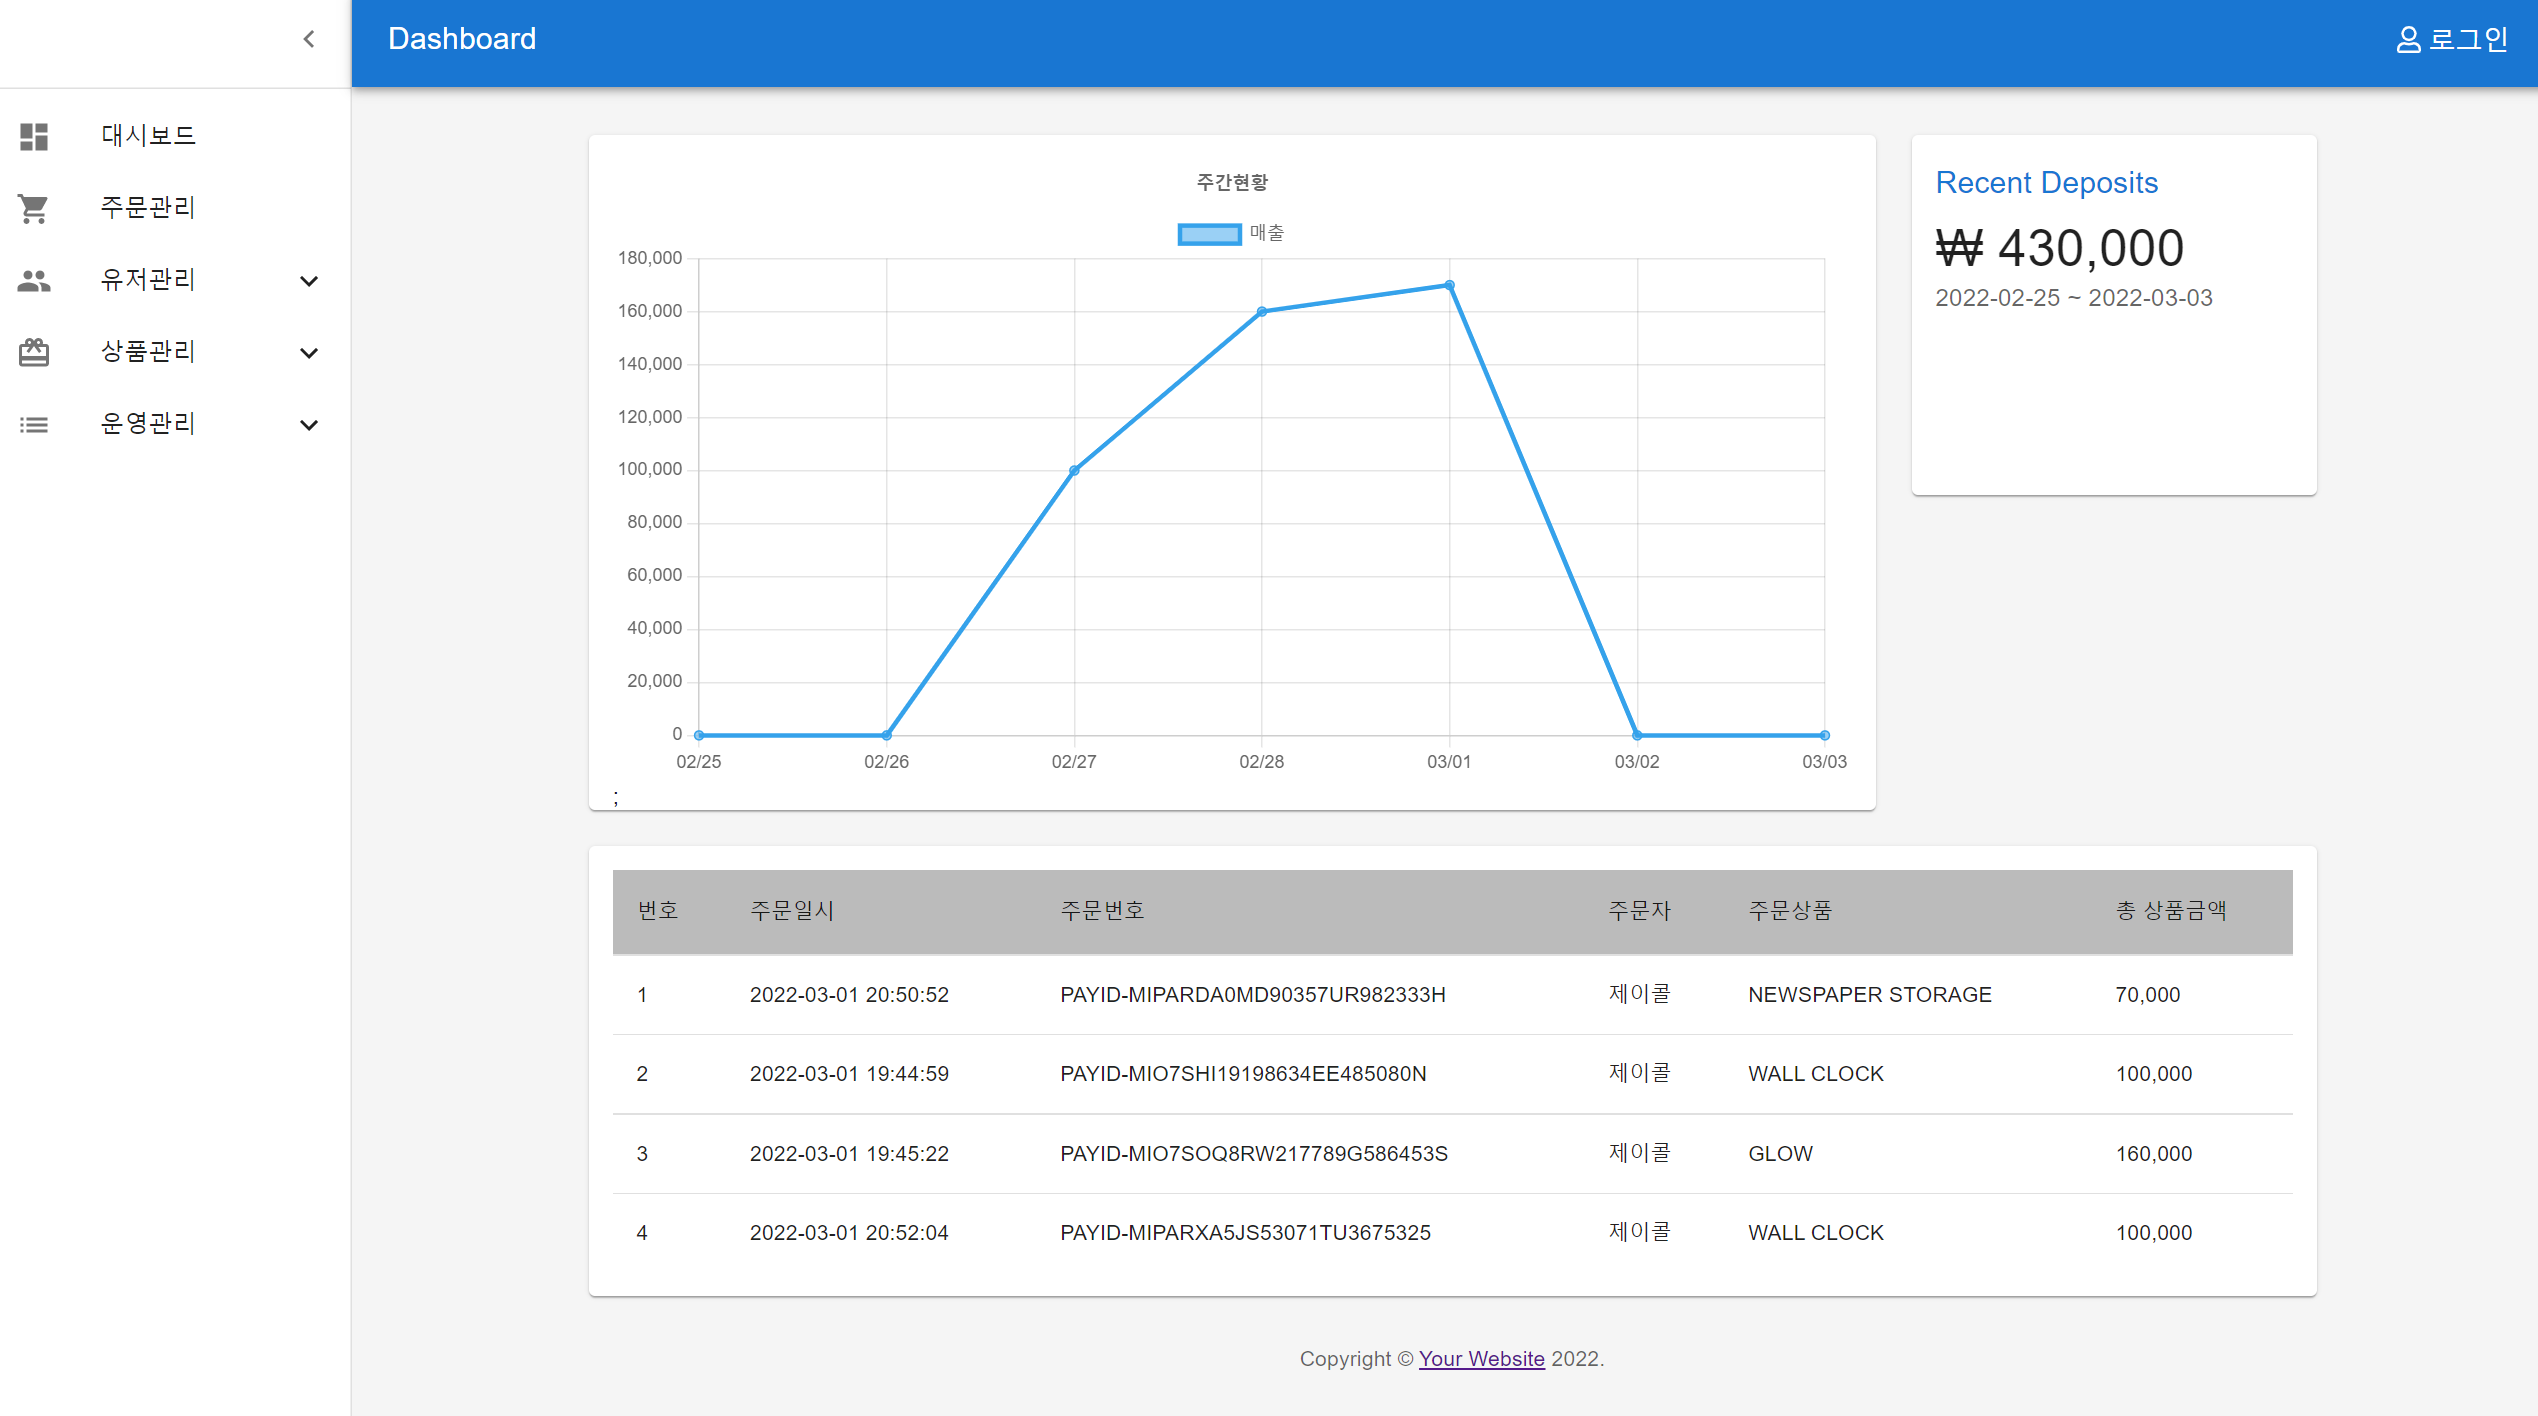 Dashboard
로그인
대시보드
주문관리
유저관리
상품관리
운영관리
주간현황
매출
180,000
160,000
140,000
120,000
100,000
80,000
60,000
40,000
20,000
0
02/25 02/26 02/27 02/28 03/01 03/02 03/03
;
Recent Deposits
₩ 430,000
2022-02-25 ~ 2022-03-03
번호 주문일시 주문번호 주문자 주문상품 총 상품금액
1 2022-03-01 20:50:52 PAYID-MIPARDA0MD90357UR982333H 제이콜 NEWSPAPER STORAGE 70,000
2 2022-03-01 19:44:59 PAYID-MIO7SHI19198634EE485080N 제이콜 WALL CLOCK 100,000
3 2022-03-01 19:45:22 PAYID-MIO7SOQ8RW217789G586453S 제이콜 GLOW 160,000
4 2022-03-01 20:52:04 PAYID-MIPARXA5JS53071TU3675325 제이콜 WALL CLOCK 100,000
Copyright © Your Website 2022.